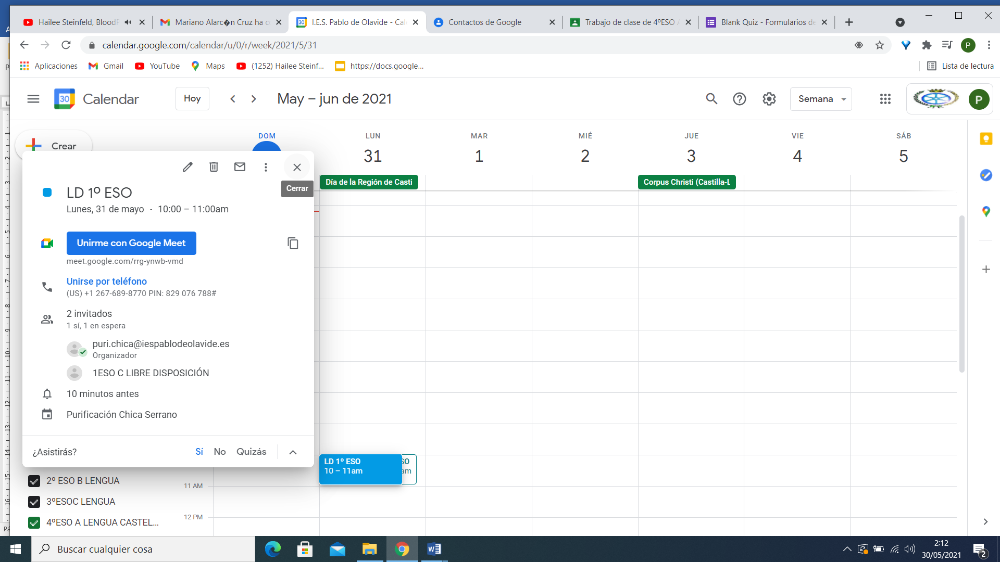 Hailee Steinfeld, BloodP
Mariano Alarc�n Cruz ha c
I.E.S. Pablo de Olavide - Cal
Contactos de Google
Trabajo de clase de 4ºESO A
Blank Quiz - Formularios de
calendar.google.com/calendar/u/0/r/week/2021/5/31
P
Aplicaciones
Gmail
YouTube
Maps
(1252) Hailee Steinf...
https://docs.google...
Lista de lectura
30
Calendar
Hoy
May – jun de 2021
Semana
P
Crear
DOM
LUN
31
MAR
1
MIÉ
2
JUE
3
VIE
4
SÁB
5
Día de la Región de Casti
Corpus Christi (Castilla-L
Cerrar
LD 1º ESO
Lunes, 31 de mayo · 10:00 – 11:00am
Unirme con Google Meet
meet.google.com/rrg-ynwb-vmd
Unirse por teléfono
(US) +1 267-689-8770 PIN: 829 076 788#
2 invitados
1 sí, 1 en espera
puri.chica@iespablodeolavide.es
Organizador
1ESO C LIBRE DISPOSICIÓN
10 minutos antes
Purificación Chica Serrano
¿Asistirás?
Sí
No
Quizás
LD 1º ESO
10 – 11am
SO
am
2º ESO B LENGUA
3ºESOC LENGUA
4ºESO A LENGUA CASTEL...
11 AM
12 PM
Buscar cualquier cosa
2:12
30/05/2021
2